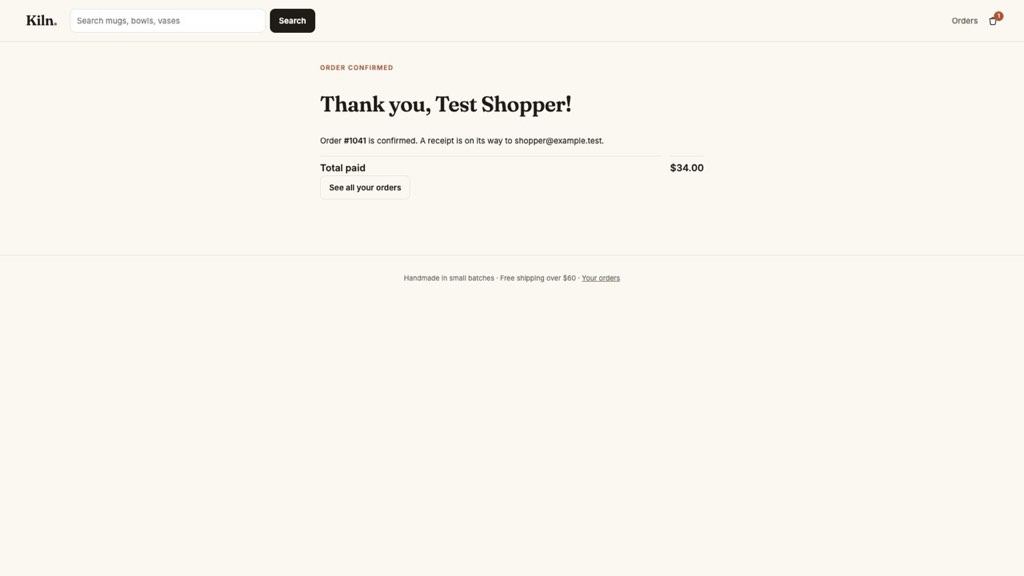 Kiln.
Search mugs, bowls, vases
Search
Orders
1
ORDER CONFIRMED
Thank you, Test Shopper!
Order #1041 is confirmed. A receipt is on its way to shopper@example.test.
Total paid $34.00
See all your orders
Handmade in small batches · Free shipping over $60 · Your orders